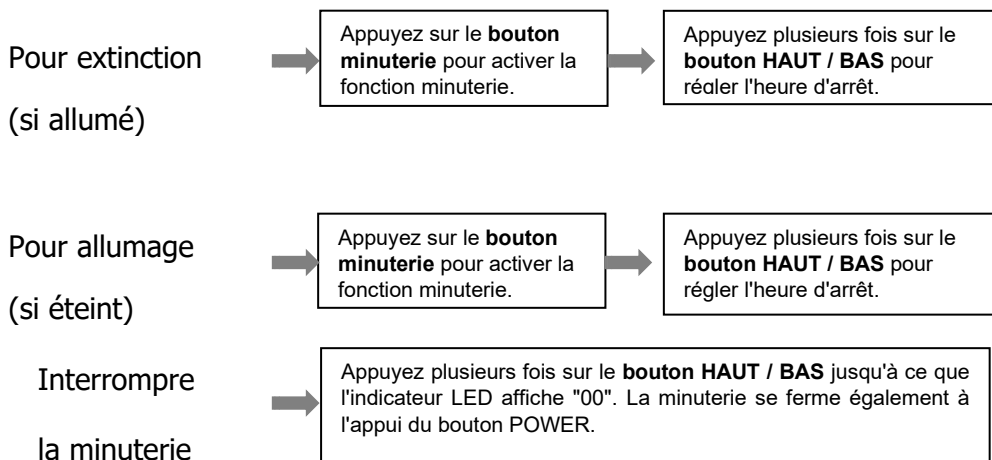 Pour extinction
(si allumé)
Appuyez sur le bouton
minuterie pour activer la
fonction minuterie.
Appuyez plusieurs fois sur le
bouton HAUT / BAS pour
régler l'heure d'arrêt.
Pour allumage
(si éteint)
Appuyez sur le bouton
minuterie pour activer la
fonction minuterie.
Appuyez plusieurs fois sur le
bouton HAUT / BAS pour
régler l'heure d'arrêt.
Interrompre
la minuterie
Appuyez plusieurs fois sur le bouton HAUT / BAS jusqu'à ce que
l'indicateur LED affiche "00". La minuterie se ferme également à
l'appui du bouton POWER.